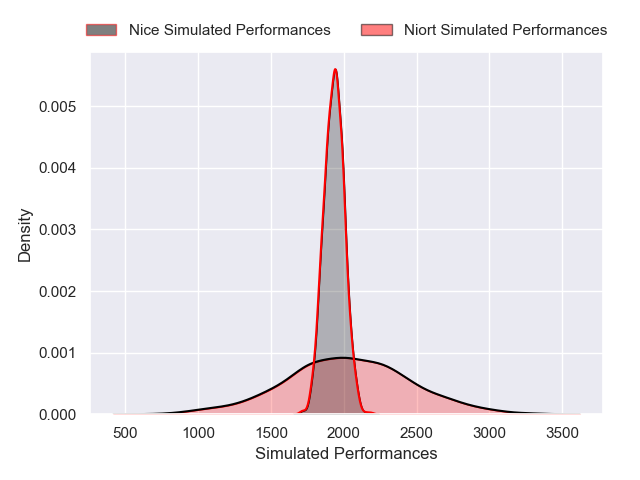 Nice Simulated Performances Niort Simulated Performances
0.005
0.004
0.003
0.002
0.001
0.000
Density
500 1000 1500 2000 2500 3000 3500
Simulated Performances